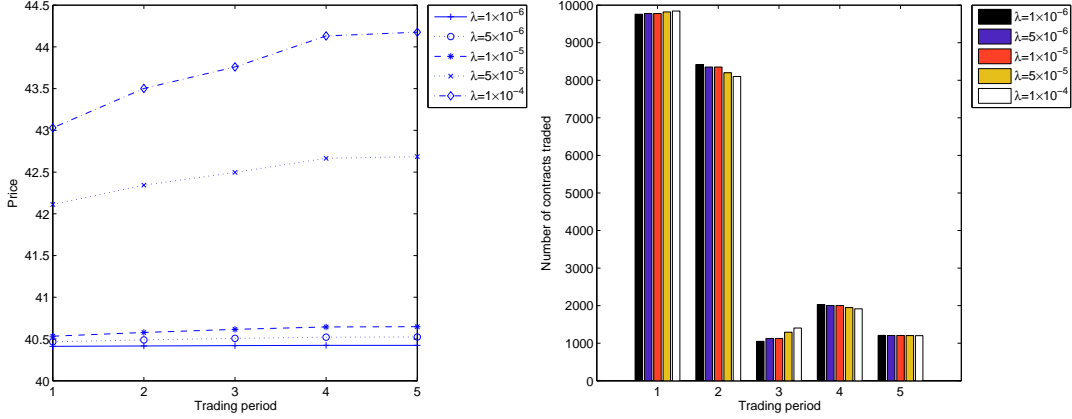 44.5
44
43.5
43
42.5
42
41.5
41
40.5
40
Price
1 2 3 4 5
Trading period
λ=1×10⁻⁶
λ=5×10⁻⁶
λ=1×10⁻⁵
λ=5×10⁻⁵
λ=1×10⁻⁴
10000
9000
8000
7000
6000
5000
4000
3000
2000
1000
0
Number of contracts traded
1 2 3 4 5
Trading period
λ=1×10⁻⁶
λ=5×10⁻⁶
λ=1×10⁻⁵
λ=5×10⁻⁵
λ=1×10⁻⁴